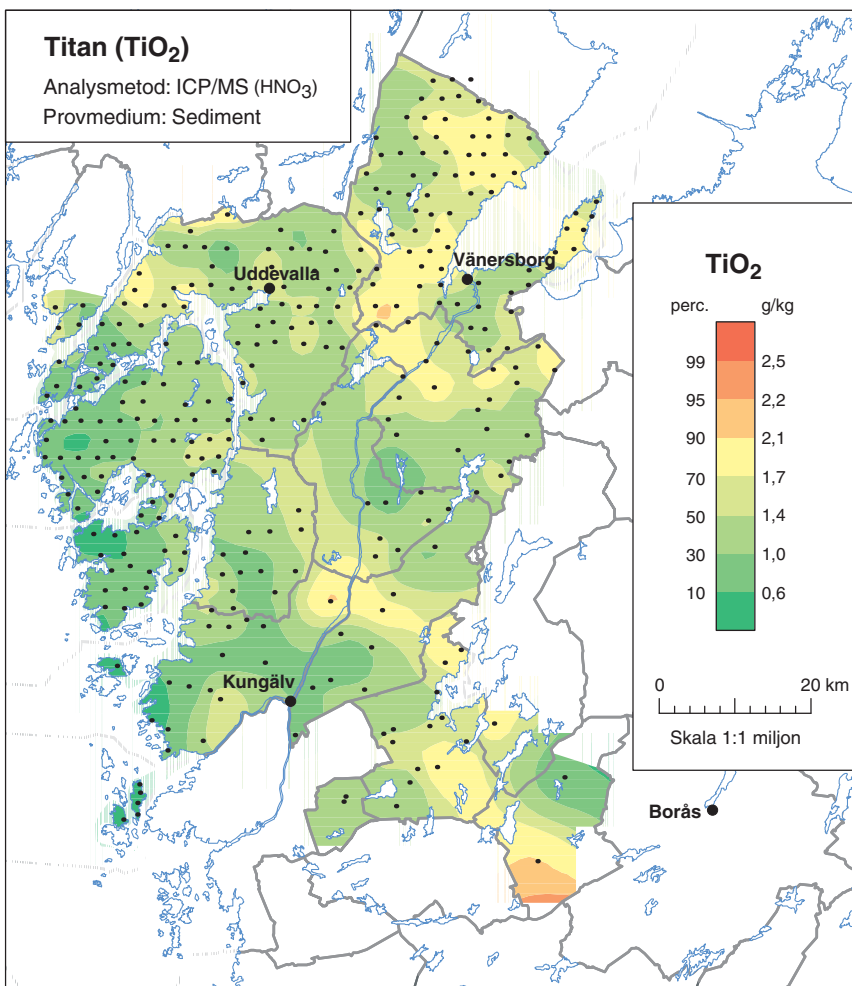 Titan (TiO₂)
Analysmetod: ICP/MS (HNO₃)
Provmedium: Sediment
Uddevalla
Vänersborg
Kungälv
Borås
TiO₂
perc. g/kg
99 2,5
95 2,2
90 2,1
70 1,7
50 1,4
30 1,0
10 0,6
0 20 km
Skala 1:1 miljon